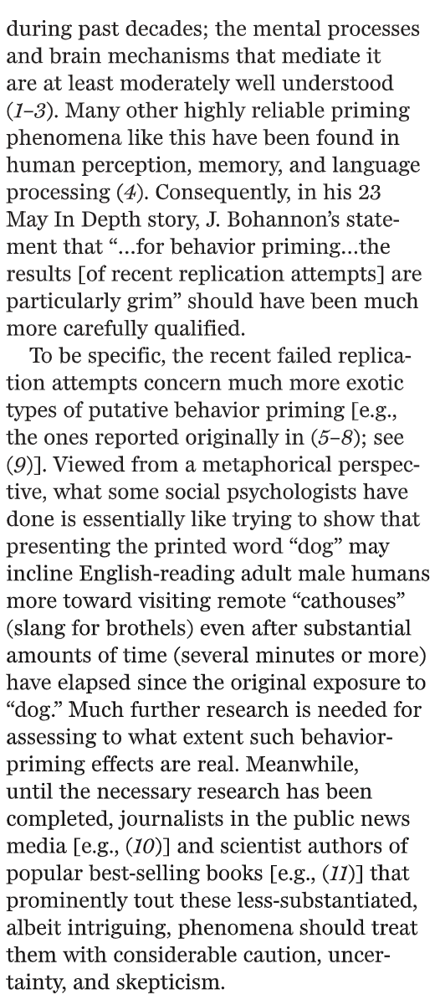 during past decades; the mental processes
and brain mechanisms that mediate it
are at least moderately well understood
(1–3). Many other highly reliable priming
phenomena like this have been found in
human perception, memory, and language
processing (4). Consequently, in his 23
May In Depth story, J. Bohannon’s state-
ment that “...for behavior priming...the
results [of recent replication attempts] are
particularly grim” should have been much
more carefully qualified.
To be specific, the recent failed replica-
tion attempts concern much more exotic
types of putative behavior priming [e.g.,
the ones reported originally in (5–8); see
(9)]. Viewed from a metaphorical perspec-
tive, what some social psychologists have
done is essentially like trying to show that
presenting the printed word “dog” may
incline English-reading adult male humans
more toward visiting remote “cathouses”
(slang for brothels) even after substantial
amounts of time (several minutes or more)
have elapsed since the original exposure to
“dog.” Much further research is needed for
assessing to what extent such behavior-
priming effects are real. Meanwhile,
until the necessary research has been
completed, journalists in the public news
media [e.g., (10)] and scientist authors of
popular best-selling books [e.g., (11)] that
prominently tout these less-substantiated,
albeit intriguing, phenomena should treat
them with considerable caution, uncer-
tainty, and skepticism.